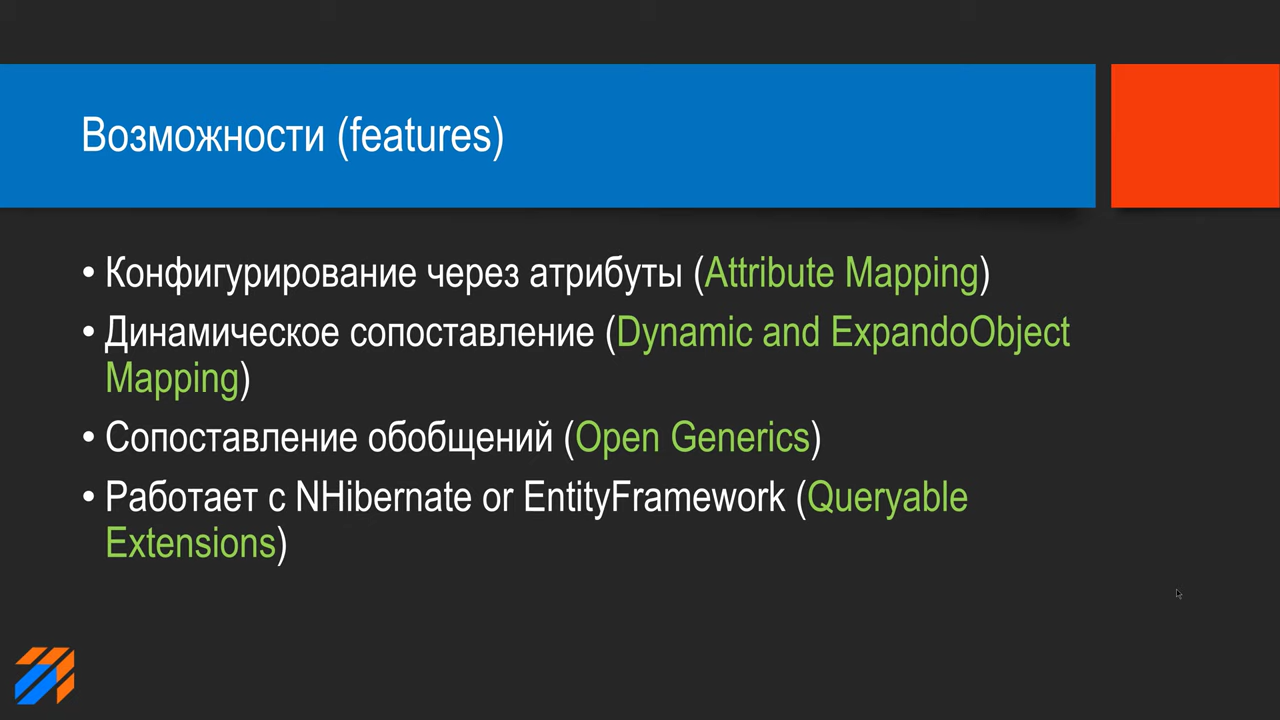 Возможности (features)
• Конфигурирование через атрибуты (Attribute Mapping)
• Динамическое сопоставление (Dynamic and ExpandoObject
Mapping)
• Сопоставление обобщений (Open Generics)
• Работает с NHibernate or EntityFramework (Queryable
Extensions)